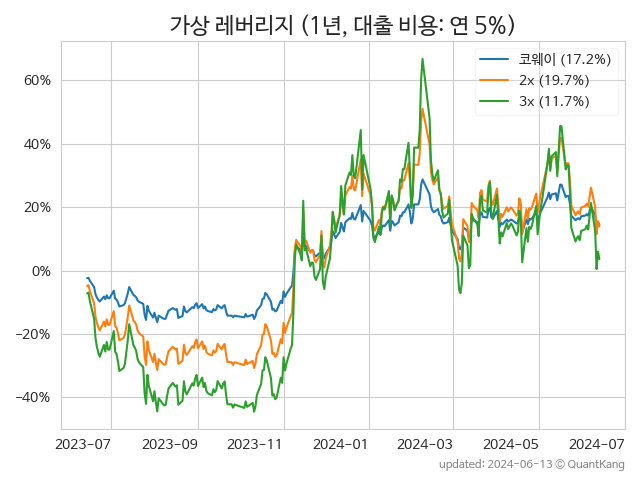 가상 레버리지 (1년, 대출 비용: 연 5%)
코웨이 (17.2%)
2x (19.7%)
3x (11.7%)
60%
40%
20%
0%
−20%
−40%
2023-07 2023-09 2023-11 2024-01 2024-03 2024-05 2024-07
updated: 2024-06-13 © QuantKang